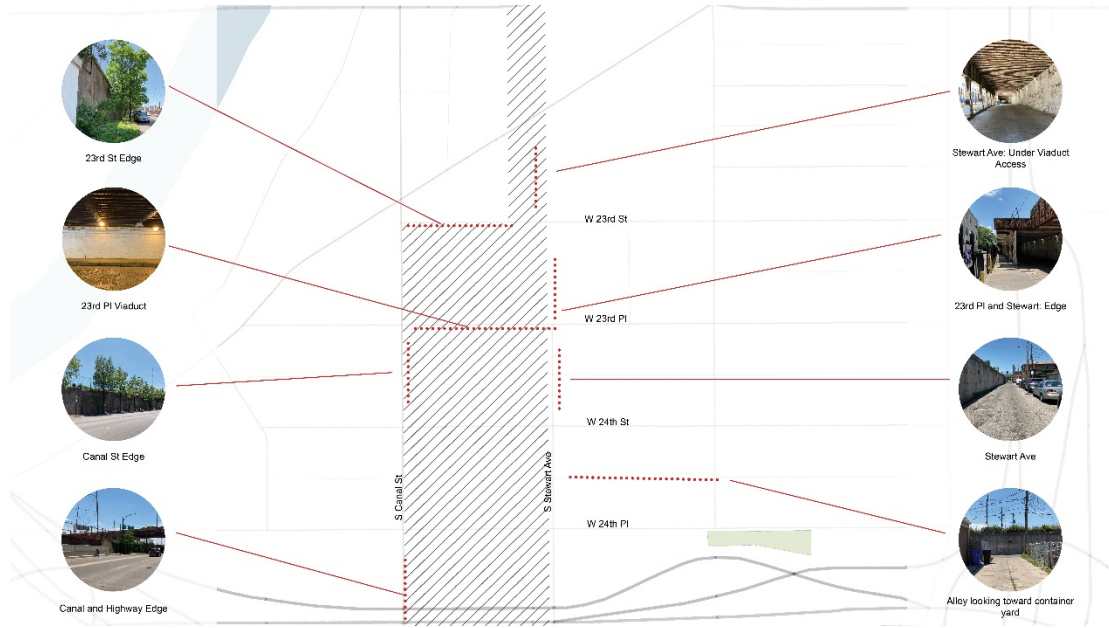 23rd St Edge
23rd Pl Viaduct
Canal St Edge
Canal and Highway Edge
S Canal St
S Stewart Ave
W 23rd St
W 23rd Pl
W 24th St
W 24th Pl
Stewart Ave: Under Viaduct
Access
23rd Pl and Stewart: Edge
Stewart Ave
Alley looking toward container
yard